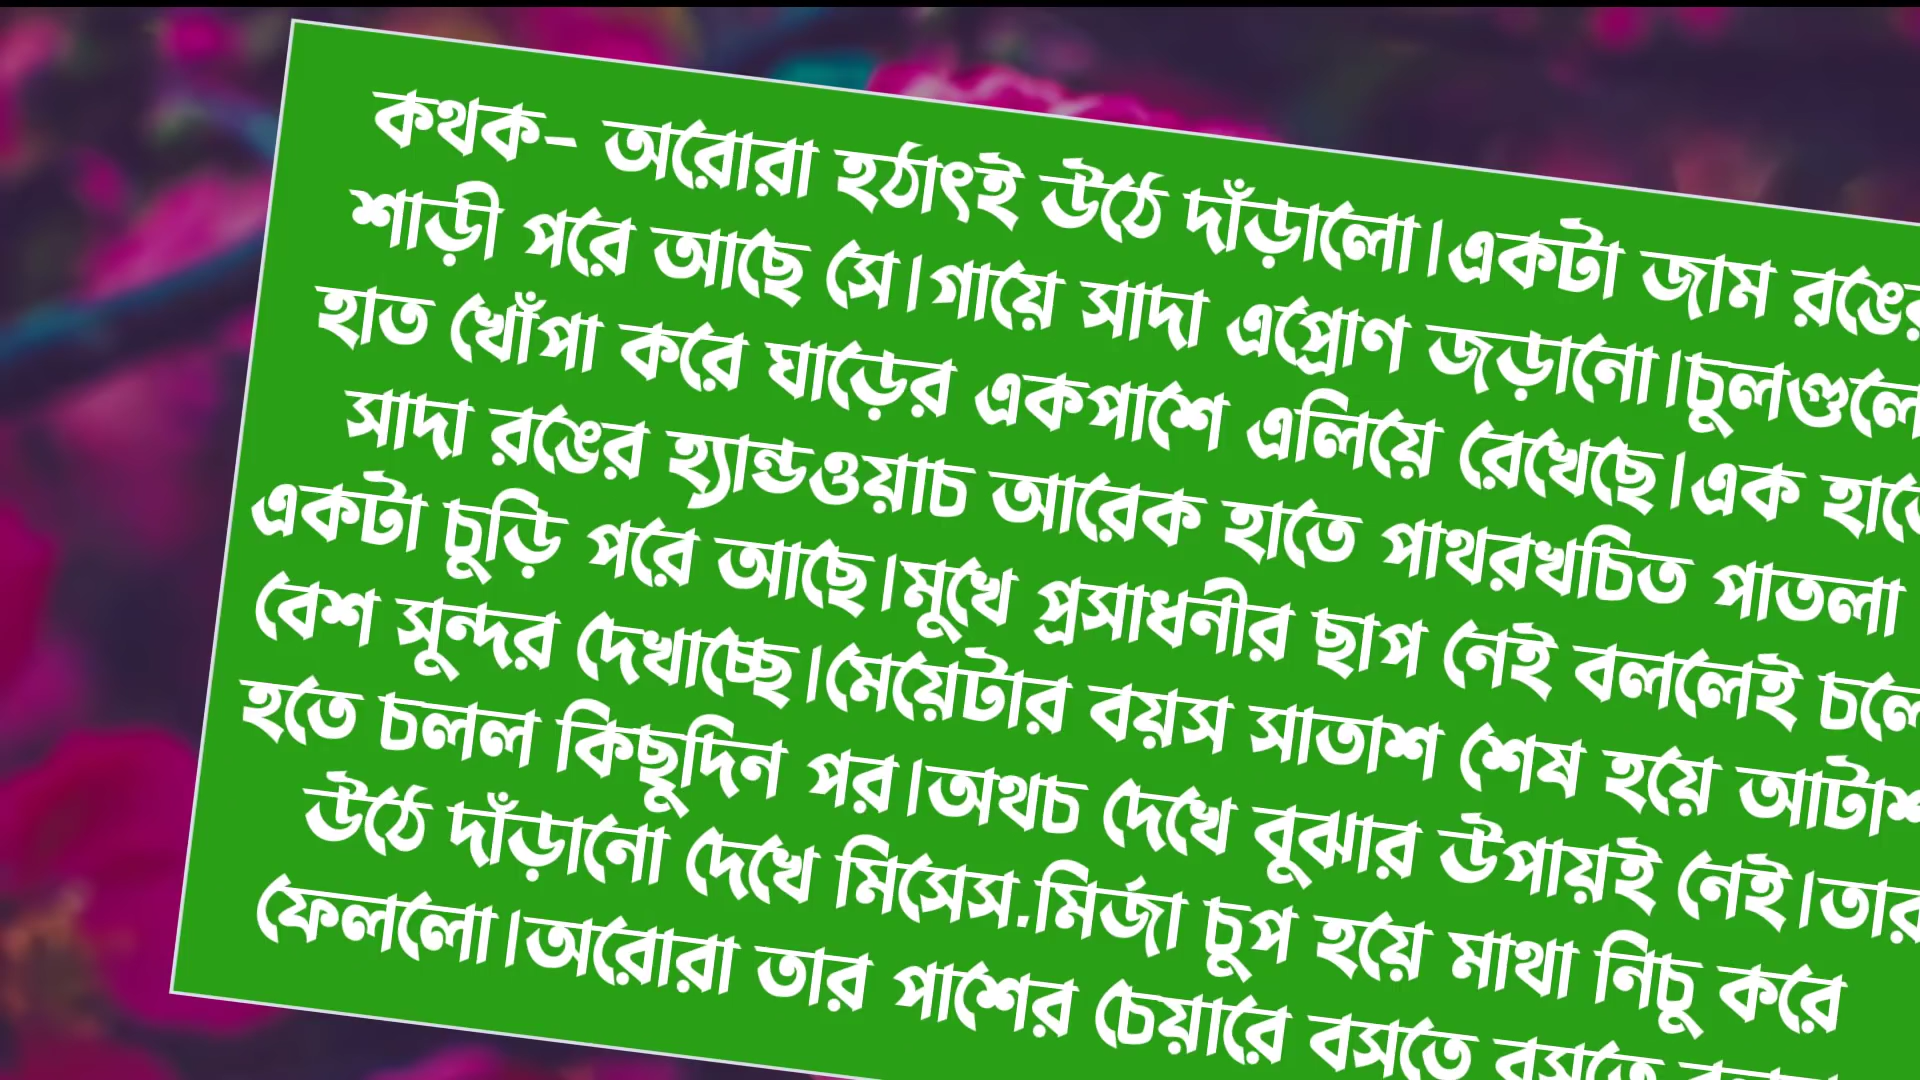 কথক- অরোরা হঠাৎই উঠে দাঁড়ালো।একটা জাম রঙের
শাড়ী পরে আছে সে।গায়ে সাদা এপ্রোণ জড়ানো।চুলগুলো
হাত খোঁপা করে ঘাড়ের একপাশে এলিয়ে রেখেছে।এক হাতে
সাদা রঙের হ্যান্ডওয়াচ আরেক হাতে পাথরখচিত পাতলা
একটা চুড়ি পরে আছে।মুখে প্রসাধনীর ছাপ নেই বললেই চলে
বেশ সুন্দর দেখাচ্ছে।মেয়েটার বয়স সাতাশ শেষ হয়ে
হতে চলল কিছুদিন পর।অথচ দেখে বুঝার উপায়ই নেই।তার
উঠে দাঁড়ানো দেখে মিসেস.মির্জা চুপ হয়ে মাথা নিচু করে
ফেললো।অরোরা তার পাশের চেয়ারে বসতে বসতে